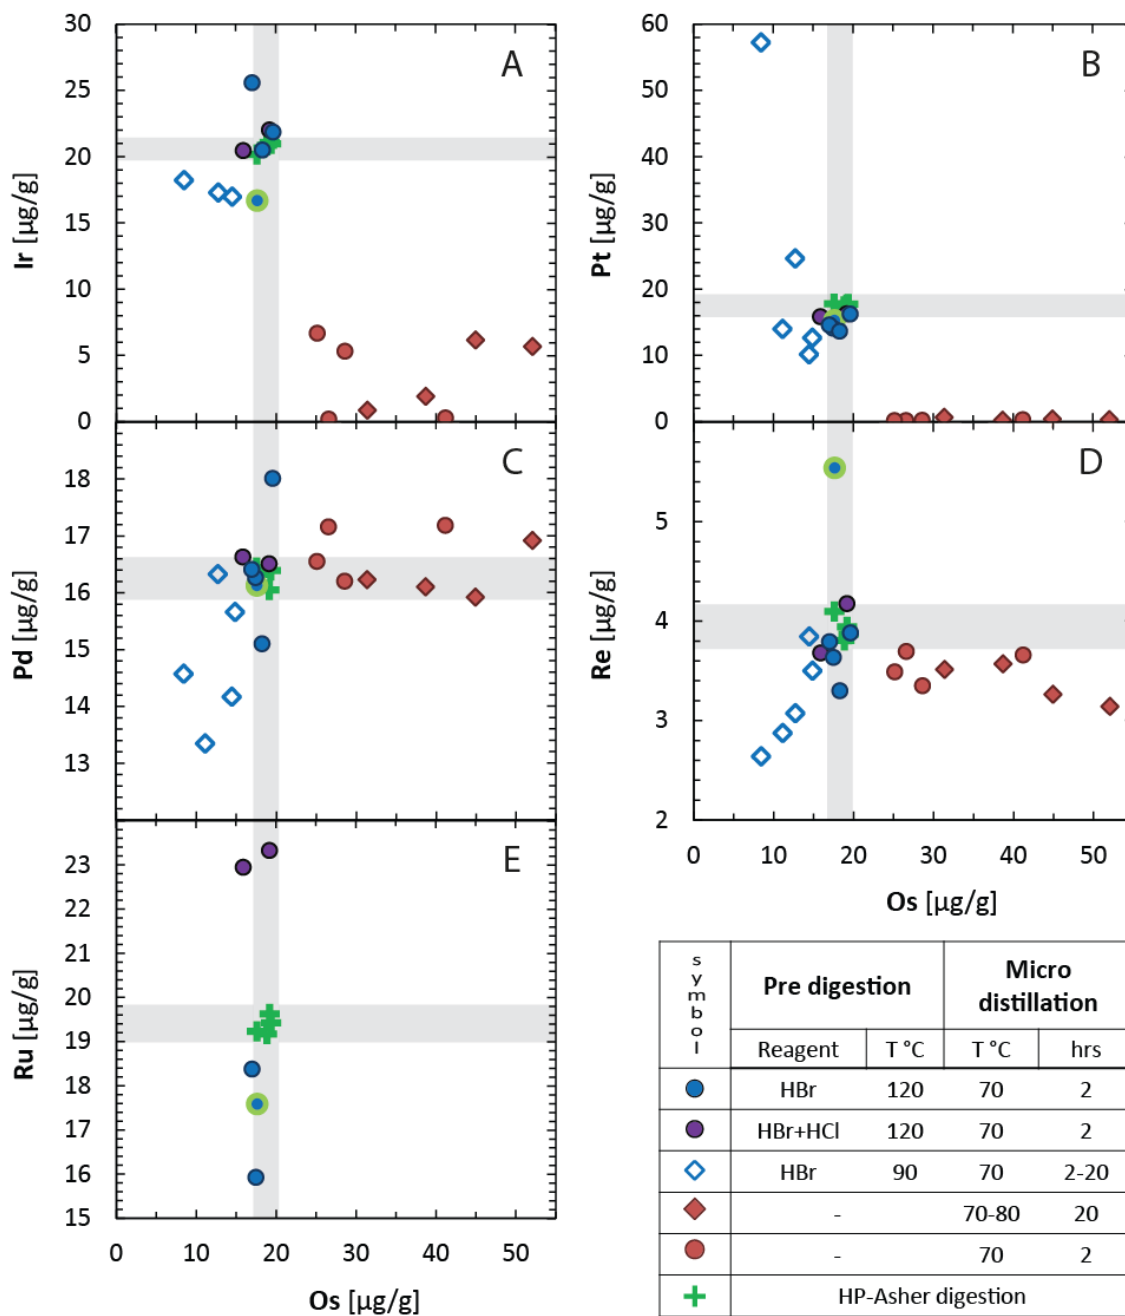 A
Ir [µg/g]
30
25
20
15
10
5
0
B
Pt [µg/g]
60
50
40
30
20
10
0
C
Pd [µg/g]
18
17
16
15
14
13
D
Re [µg/g]
5
4
3
2
0 10 20 30 40 50
Os [µg/g]
E
Ru [µg/g]
23
22
21
20
19
18
17
16
15
0 10 20 30 40 50
Os [µg/g]
symbol Pre digestion Micro
distillation
Reagent T °C T °C hrs
HBr 120 70 2
HBr+HCl 120 70 2
HBr 90 70 2-20
- 70-80 20
- 70 2
HP-Asher digestion